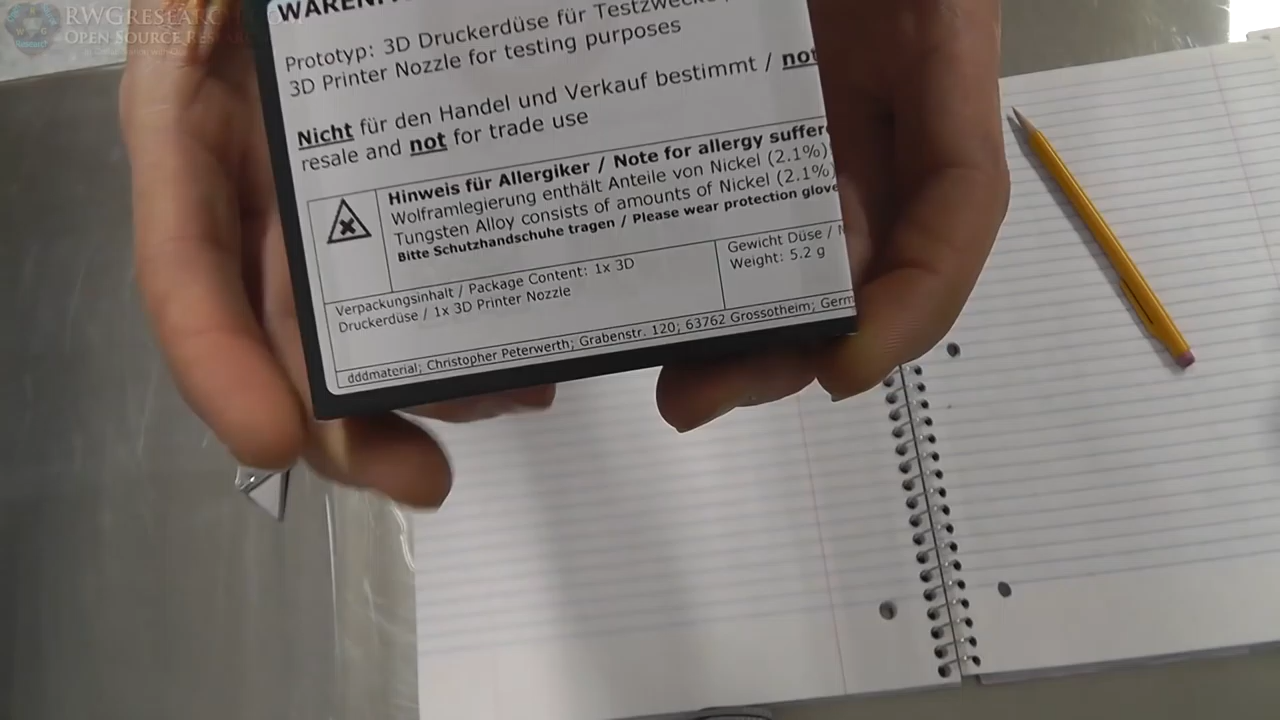 RWGRESEARCH.COM
OPEN SOURCE RES
Research
Prototyp: 3D Druckerdüse für Testzwecke
3D Printer Nozzle for testing purposes
Nicht für den Handel und Verkauf bestimmt / not
resale and not for trade use
Hinweis für Allergiker / Note for allergy suffer
Wolframlegierung enthält Anteile von Nickel (2.1%)
Tungsten Alloy consists of amounts of Nickel (2.1%)
Bitte Schutzhandschuhe tragen / Please wear protection glove
Gewicht Düse /
Weight: 5.2 g
Verpackungsinhalt / Package Content: 1x 3D
Druckerdüse / 1x 3D Printer Nozzle
dddmaterial; Christopher Peterwerth; Grabenstr. 120; 63762 Grossotheim; Germ